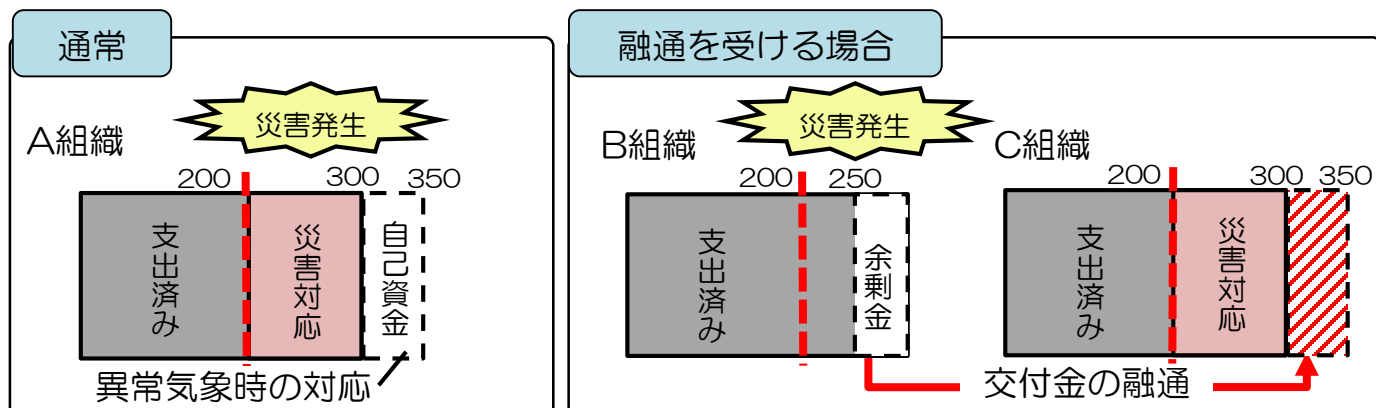 通常
災害発生
A組織
200
300
350
支出済み
災害対応
自己資金
異常気象時の対応
融通を受ける場合
災害発生
B組織
200
250
支出済み
余剰金
C組織
200
300
350
支出済み
災害対応
交付金の融通